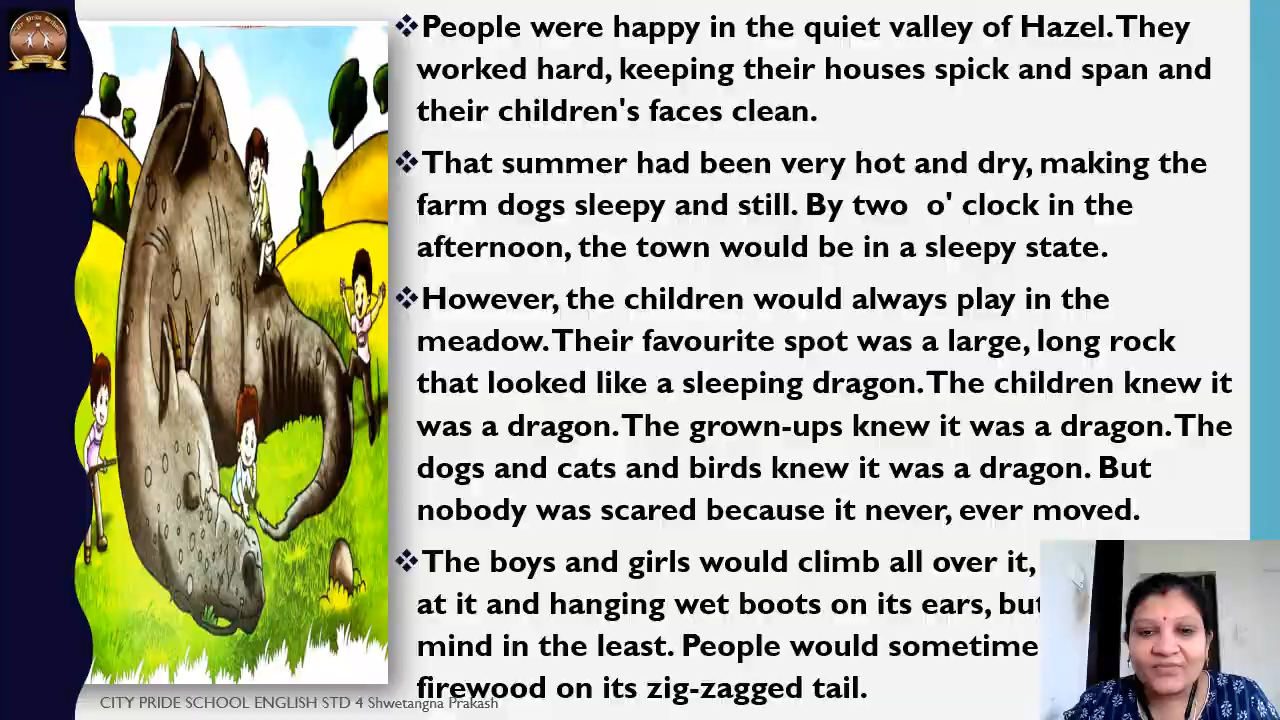 City Pride School
❖People were happy in the quiet valley of Hazel. They
worked hard, keeping their houses spick and span and
their children's faces clean.
❖That summer had been very hot and dry, making the
farm dogs sleepy and still. By two  o' clock in the
afternoon, the town would be in a sleepy state.
❖However, the children would always play in the
meadow. Their favourite spot was a large, long rock
that looked like a sleeping dragon. The children knew it
was a dragon. The grown-ups knew it was a dragon. The
dogs and cats and birds knew it was a dragon. But
nobody was scared because it never, ever moved.
❖The boys and girls would climb all over it,
at it and hanging wet boots on its ears, but
mind in the least. People would sometime
firewood on its zig-zagged tail.
CITY PRIDE SCHOOL ENGLISH STD 4 Shwetangna Prakash